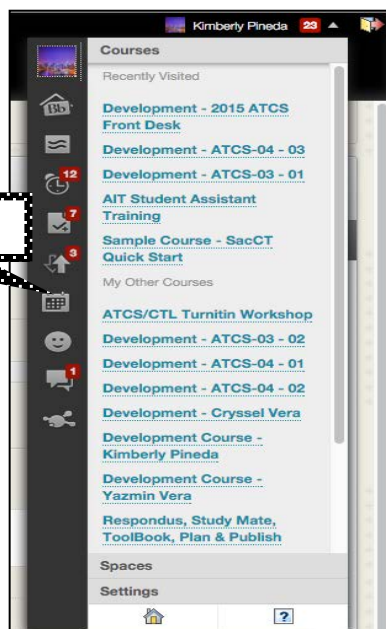 Kimberly Pineda 23
Courses
Recently Visited
Development - 2015 ATCS
Front Desk
Development - ATCS-04 - 03
Development - ATCS-03 - 01
AIT Student Assistant
Training
Sample Course - SacCT
Quick Start
My Other Courses
ATCS/CTL Turnitin Workshop
Development - ATCS-03 - 02
Development - ATCS-04 - 01
Development - ATCS-04 - 02
Development - Cryssel Vera
Development Course -
Kimberly Pineda
Development Course -
Yazmin Vera
Respondus, Study Mate,
ToolBook, Plan & Publish
Spaces
Settings
?
Bb
12
7
3
1